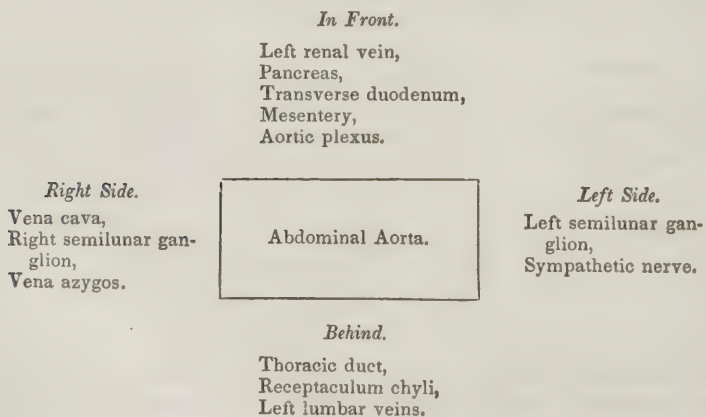 In Front.
Left renal vein,
Pancreas,
Transverse duodenum,
Mesentery,
Aortic plexus.
Right Side.
Vena cava,
Right semilunar gan-
glion,
Vena azygos.
Abdominal Aorta.
Left Side.
Left semilunar gan-
glion,
Sympathetic nerve.
Behind.
Thoracic duct,
Receptaculum chyli,
Left lumbar veins.